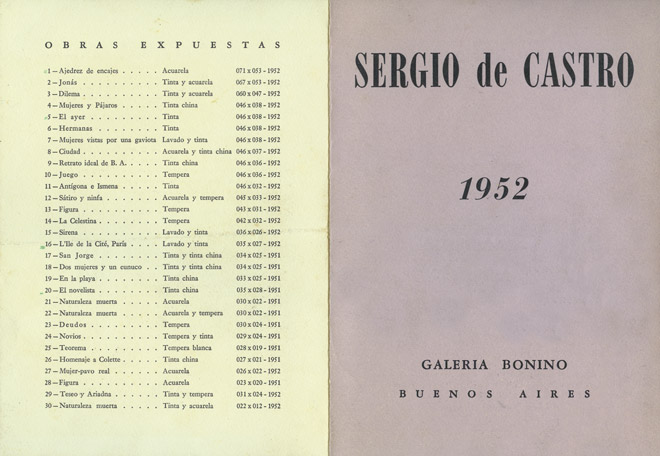 OBRAS EXPUESTAS
1 — Ajedrez de encajes . . . . . Acuarela 071 x 053 - 1952
2 — Jonás . . . . . . . . . Tinta y acuarela 067 x 053 - 1952
3 — Dilema . . . . . . . . . Tinta y acuarela 060 x 047 - 1952
4 — Mujeres y Pájaros . . . . . Tinta china 046 x 038 - 1952
5 — El ayer . . . . . . . . Tinta 046 x 038 - 1952
6 — Hermanas . . . . . . . . Tinta 046 x 038 - 1952
7 — Mujeres vistas por una gaviota Lavado y tinta 046 x 038 - 1952
8 — Ciudad . . . . . . . . . Acuarela y tinta china 046 x 037 - 1952
9 — Retrato ideal de B. A. . . . . Tinta china 046 x 036 - 1952
10 — Juego . . . . . . . . . Tempera 046 x 036 - 1952
11 — Antígona e Ismena . . . . . Tinta 046 x 032 - 1952
12 — Sátiro y ninfa . . . . . . . Acuarela y tempera 045 x 033 - 1952
13 — Figura . . . . . . . . . Tempera 043 x 031 - 1952
14 — La Celestina . . . . . . . Tempera 042 x 032 - 1952
15 — Sirena . . . . . . . . . Lavado y tinta 036 x 026 - 1952
16 — L'Ile de la Cité, París . . . . Lavado y tinta 035 x 027 - 1952
17 — San Jorge . . . . . . . . Tinta y tinta china 034 x 025 - 1951
18 — Dos mujeres y un eunuco . . . Tinta y tinta china 034 x 025 - 1951
19 — En la playa . . . . . . . . Tinta china 033 x 025 - 1951
20 — El novelista . . . . . . . Tinta china 035 x 028 - 1951
21 — Naturaleza muerta . . . . . Acuarela 030 x 022 - 1951
22 — Naturaleza muerta . . . . . Acuarela y tempera 030 x 022 - 1951
23 — Deudos . . . . . . . . . Tempera 030 x 024 - 1951
24 — Novios . . . . . . . . . Tempera y tinta 029 x 024 - 1951
25 — Teorema . . . . . . . . Tempera blanca 028 x 019 - 1951
26 — Homenaje a Colette . . . . . Tinta china 027 x 021 - 1951
27 — Mujer-pavo real . . . . . . Acuarela 026 x 022 - 1952
28 — Figura . . . . . . . . . Acuarela 023 x 020 - 1951
29 — Teseo y Ariadna . . . . . . Tinta y tempera 031 x 024 - 1952
30 — Naturaleza muerta . . . . . Tinta y acuarela 022 x 012 - 1952
SERGIO de CASTRO
1952
GALERIA BONINO
BUENOS AIRES